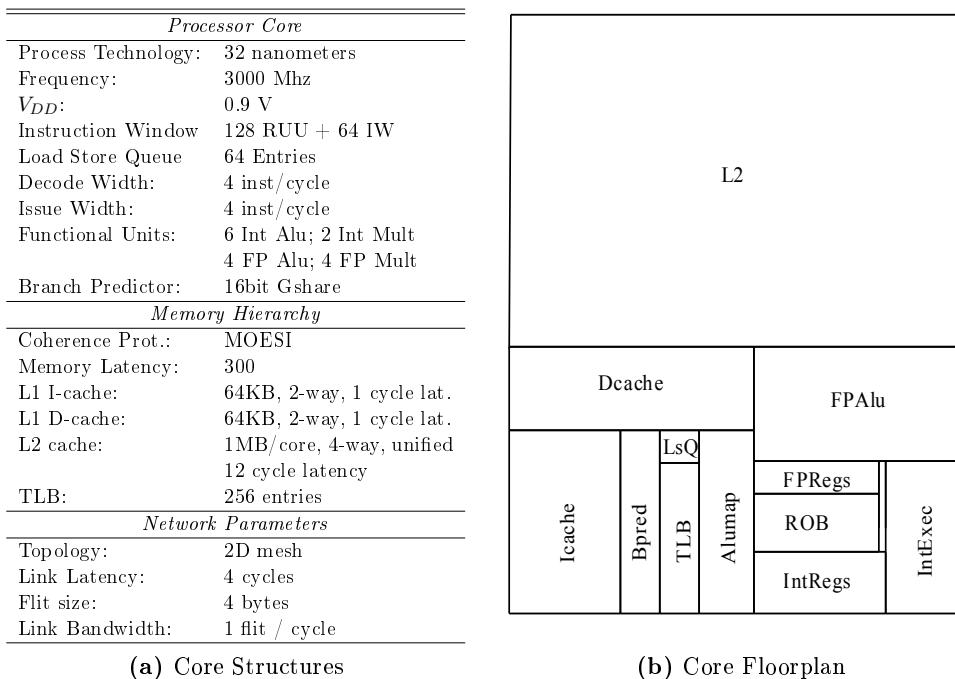 Processor Core
Process Technology: 32 nanometers
Frequency: 3000 Mhz
VDD: 0.9 V
Instruction Window 128 RUU + 64 IW
Load Store Queue 64 Entries
Decode Width: 4 inst/cycle
Issue Width: 4 inst/cycle
Functional Units: 6 Int Alu; 2 Int Mult
4 FP Alu; 4 FP Mult
Branch Predictor: 16bit Gshare
Memory Hierarchy
Coherence Prot.: MOESI
Memory Latency: 300
L1 I-cache: 64KB, 2-way, 1 cycle lat.
L1 D-cache: 64KB, 2-way, 1 cycle lat.
L2 cache: 1MB/core, 4-way, unified
12 cycle latency
TLB: 256 entries
Network Parameters
Topology: 2D mesh
Link Latency: 4 cycles
Flit size: 4 bytes
Link Bandwidth: 1 flit / cycle
(a) Core Structures
L2
Dcache
FPAlu
Icache
Bpred
LsQ
TLB
Alumap
FPRegs
ROB
IntRegs
IntExec
(b) Core Floorplan